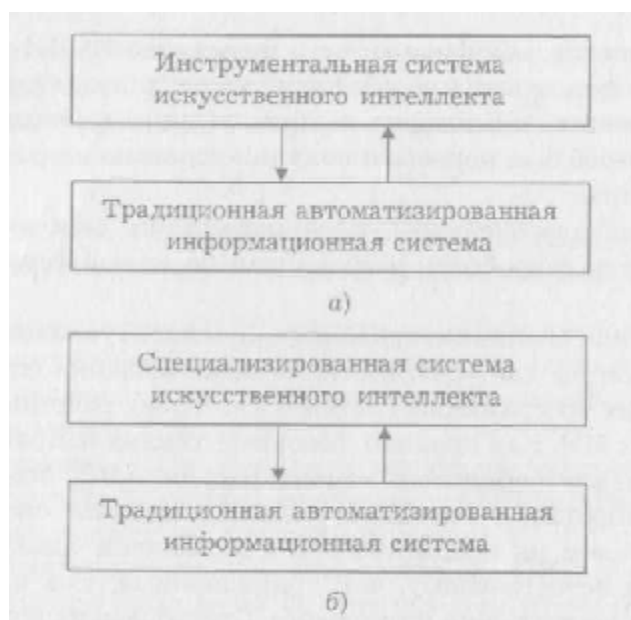 Инструментальная система
искусственного интеллекта
Традиционная автоматизированная
информационная система
а)
Специализированная система
искусственного интеллекта
Традиционная автоматизированная
информационная система
б)